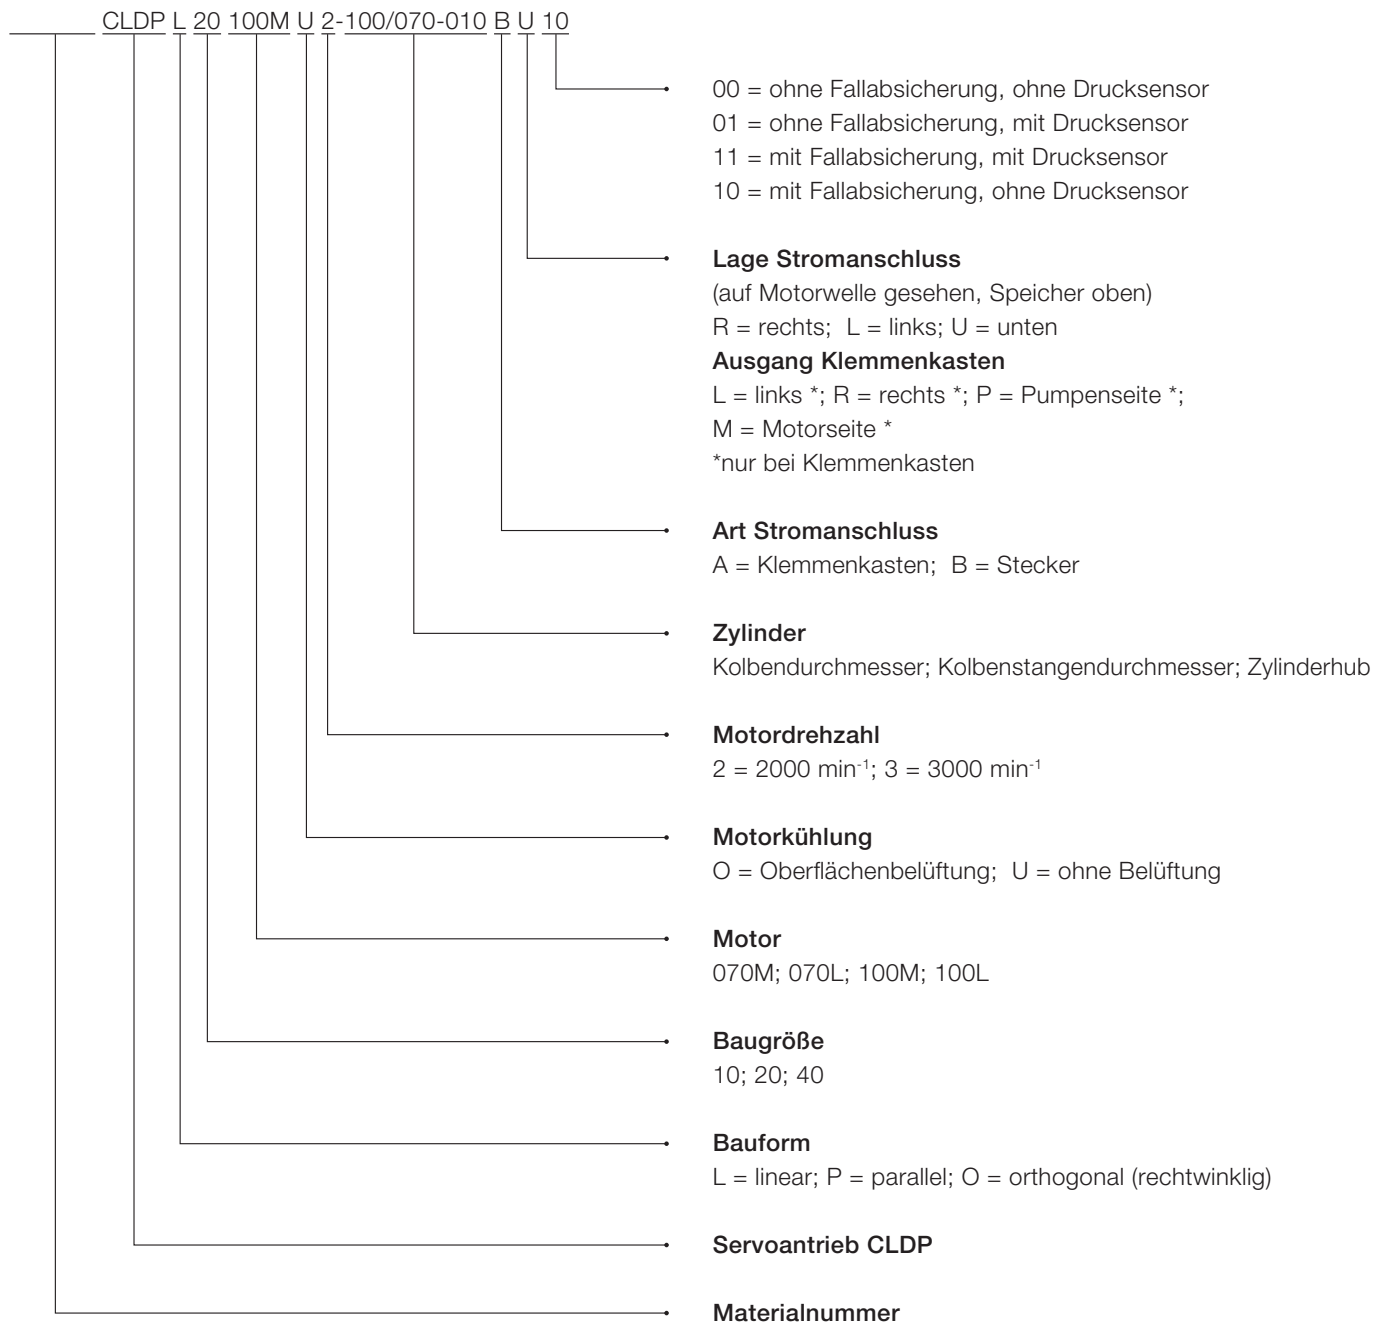 CLDP L 20 100M U 2-100/070-010 B U 10
00 = ohne Fallabsicherung, ohne Drucksensor
01 = ohne Fallabsicherung, mit Drucksensor
11 = mit Fallabsicherung, mit Drucksensor
10 = mit Fallabsicherung, ohne Drucksensor
Lage Stromanschluss
(auf Motorwelle gesehen, Speicher oben)
R = rechts; L = links; U = unten
Ausgang Klemmenkasten
L = links *; R = rechts *; P = Pumpenseite *;
M = Motorseite *
*nur bei Klemmenkasten
Art Stromanschluss
A = Klemmenkasten; B = Stecker
Zylinder
Kolbendurchmesser; Kolbenstangendurchmesser; Zylinderhub
Motordrehzahl
2 = 2000 min⁻¹; 3 = 3000 min⁻¹
Motorkühlung
O = Oberflächenbelüftung; U = ohne Belüftung
Motor
070M; 070L; 100M; 100L
Baugröße
10; 20; 40
Bauform
L = linear; P = parallel; O = orthogonal (rechtwinklig)
Servoantrieb CLDP
Materialnummer